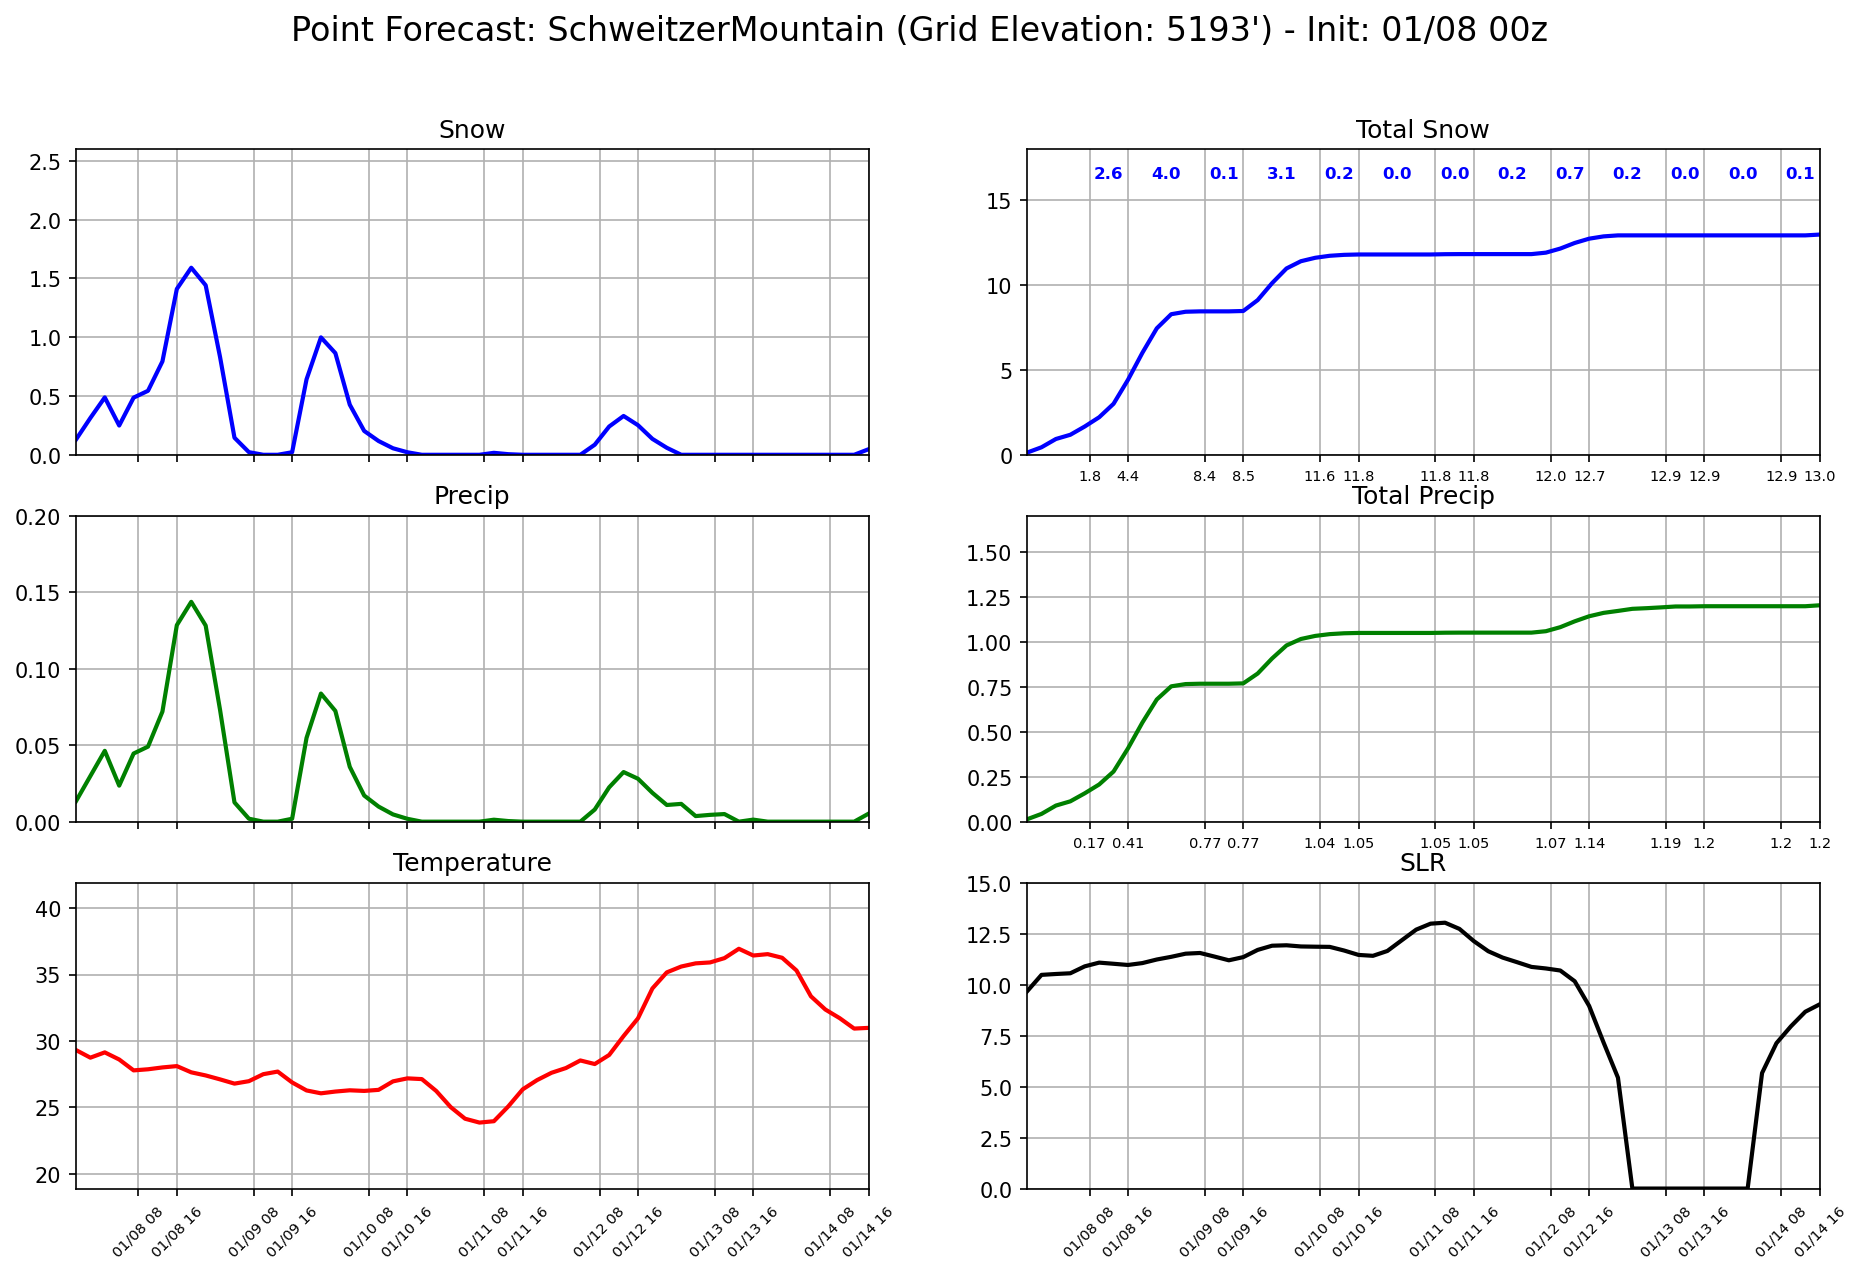 Point Forecast: SchweitzerMountain (Grid Elevation: 5193') - Init: 01/08 00z
Snow
2.5
2.0
1.5
1.0
0.5
0.0
Total Snow
2.6 4.0 0.1 3.1 0.2 0.0 0.0 0.2 0.7 0.2 0.0 0.0 0.1
15
10
5
0
1.8 4.4 8.4 8.5 11.6 11.8 11.8 11.8 12.0 12.7 12.9 12.9 12.9 13.0
Precip
0.20
0.15
0.10
0.05
0.00
Total Precip
1.50
1.25
1.00
0.75
0.50
0.25
0.00
0.17 0.41 0.77 0.77 1.04 1.05 1.05 1.05 1.07 1.14 1.19 1.2 1.2 1.2
Temperature
40
35
30
25
20
01/08 08 01/08 16 01/09 08 01/09 16 01/10 08 01/10 16 01/11 08 01/11 16 01/12 08 01/12 16 01/13 08 01/13 16 01/14 08 01/14 16
SLR
15.0
12.5
10.0
7.5
5.0
2.5
0.0
01/08 08 01/08 16 01/09 08 01/09 16 01/10 08 01/10 16 01/11 08 01/11 16 01/12 08 01/12 16 01/13 08 01/13 16 01/14 08 01/14 16